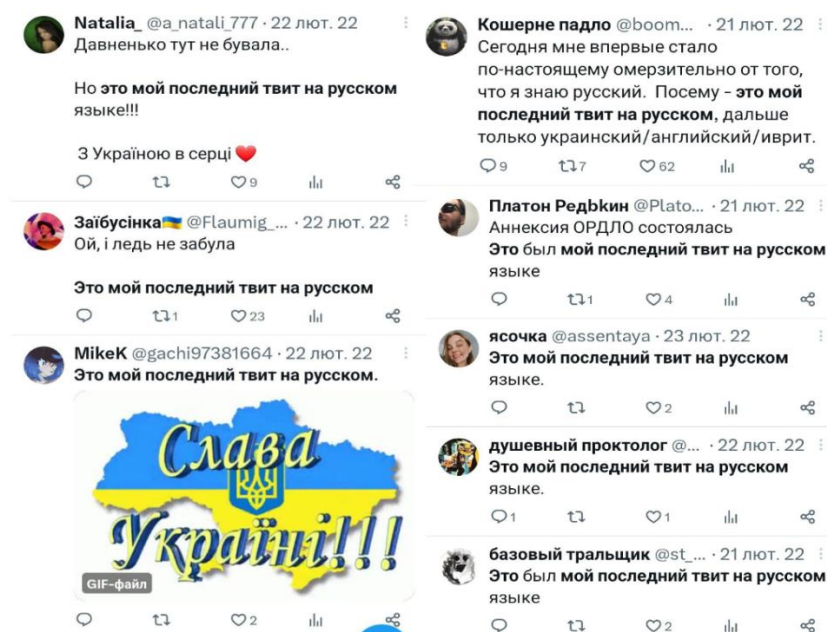 Natalia_ @a_natali_777 · 22 лют. 22
Давненько тут не бувала..
Но это мой последний твит на русском
языке!!!
З Україною в серці ❤️
9
Заїбусінка🇺🇦 @Flaumig_... · 22 лют. 22
Ой, і ледь не забула
Это мой последний твит на русском
1 23
MikeK @gachi97381664 · 22 лют. 22
Это мой последний твит на русском.
Слава
Україні!!!
GIF-файл
2
Кошерне падло @boom... · 21 лют. 22
Сегодня мне впервые стало
по-настоящему омерзительно от того,
что я знаю русский. Посему – это мой
последний твит на русском, дальше
только украинский/английский/иврит.
9 7 62
Платон Редbkин @Plato... · 21 лют. 22
Аннексия ОРДЛО состоялась
Это был мой последний твит на русском
языке
1 4
ясочка @assentaya · 23 лют. 22
Это мой последний твит на русском
языке.
2
душевный проктолог @... · 22 лют. 22
Это мой последний твит на русском
языке.
1 1
базовый тральщик @st_... · 21 лют. 22
Это был мой последний твит на русском
языке
2